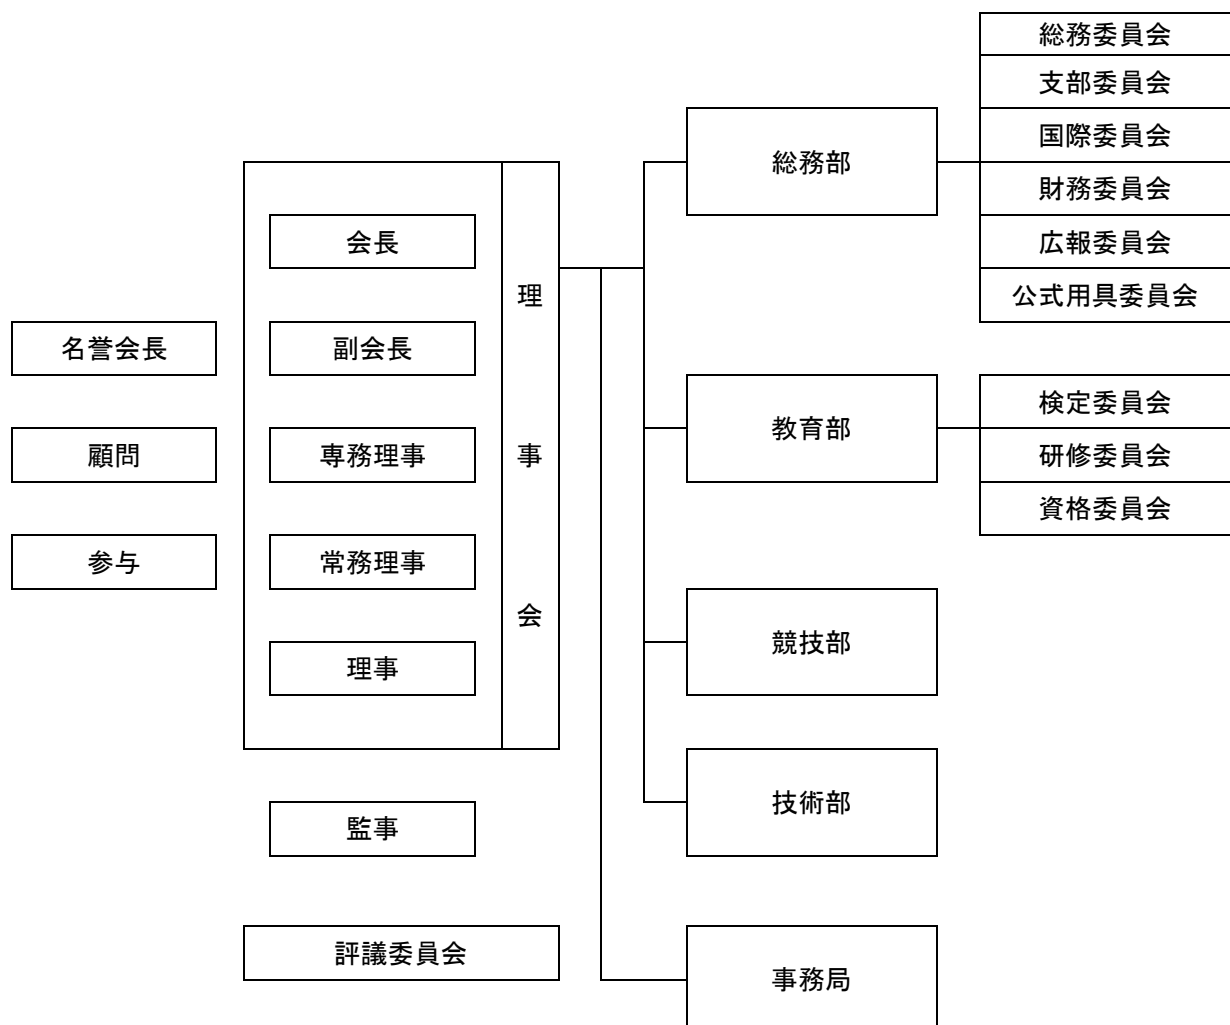 名誉会長
顧問
参与
会長
副会長
専務理事
常務理事
理事
理事会
監事
評議委員会
総務部
総務委員会
支部委員会
国際委員会
財務委員会
広報委員会
公式用具委員会
教育部
検定委員会
研修委員会
資格委員会
競技部
技術部
事務局